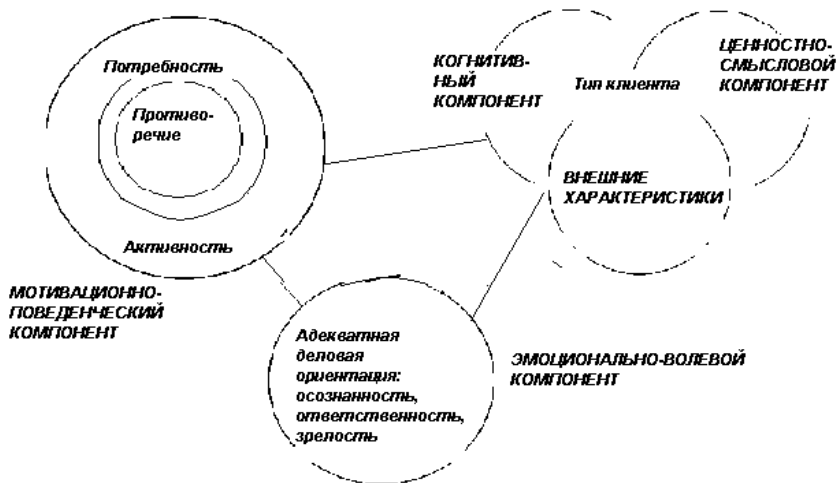 Потребность
Противо-
речие
Активность
МОТИВАЦИОННО-
ПОВЕДЕНЧЕСКИЙ
КОМПОНЕНТ
КОГНИТИВ-
НЫЙ
КОМПОНЕНТ
Тип клиента
ЦЕННОСТНО-
СМЫСЛОВОЙ
КОМПОНЕНТ
ВНЕШНИЕ
ХАРАКТЕРИСТИКИ
Адекватная
деловая
ориентация:
осознанность,
ответственность,
зрелость
ЭМОЦИОНАЛЬНО-ВОЛЕВОЙ
КОМПОНЕНТ